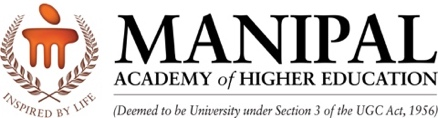 INSPIRED BY LIFE
MANIPAL
ACADEMY of HIGHER EDUCATION
(Deemed to be University under Section 3 of the UGC Act, 1956)